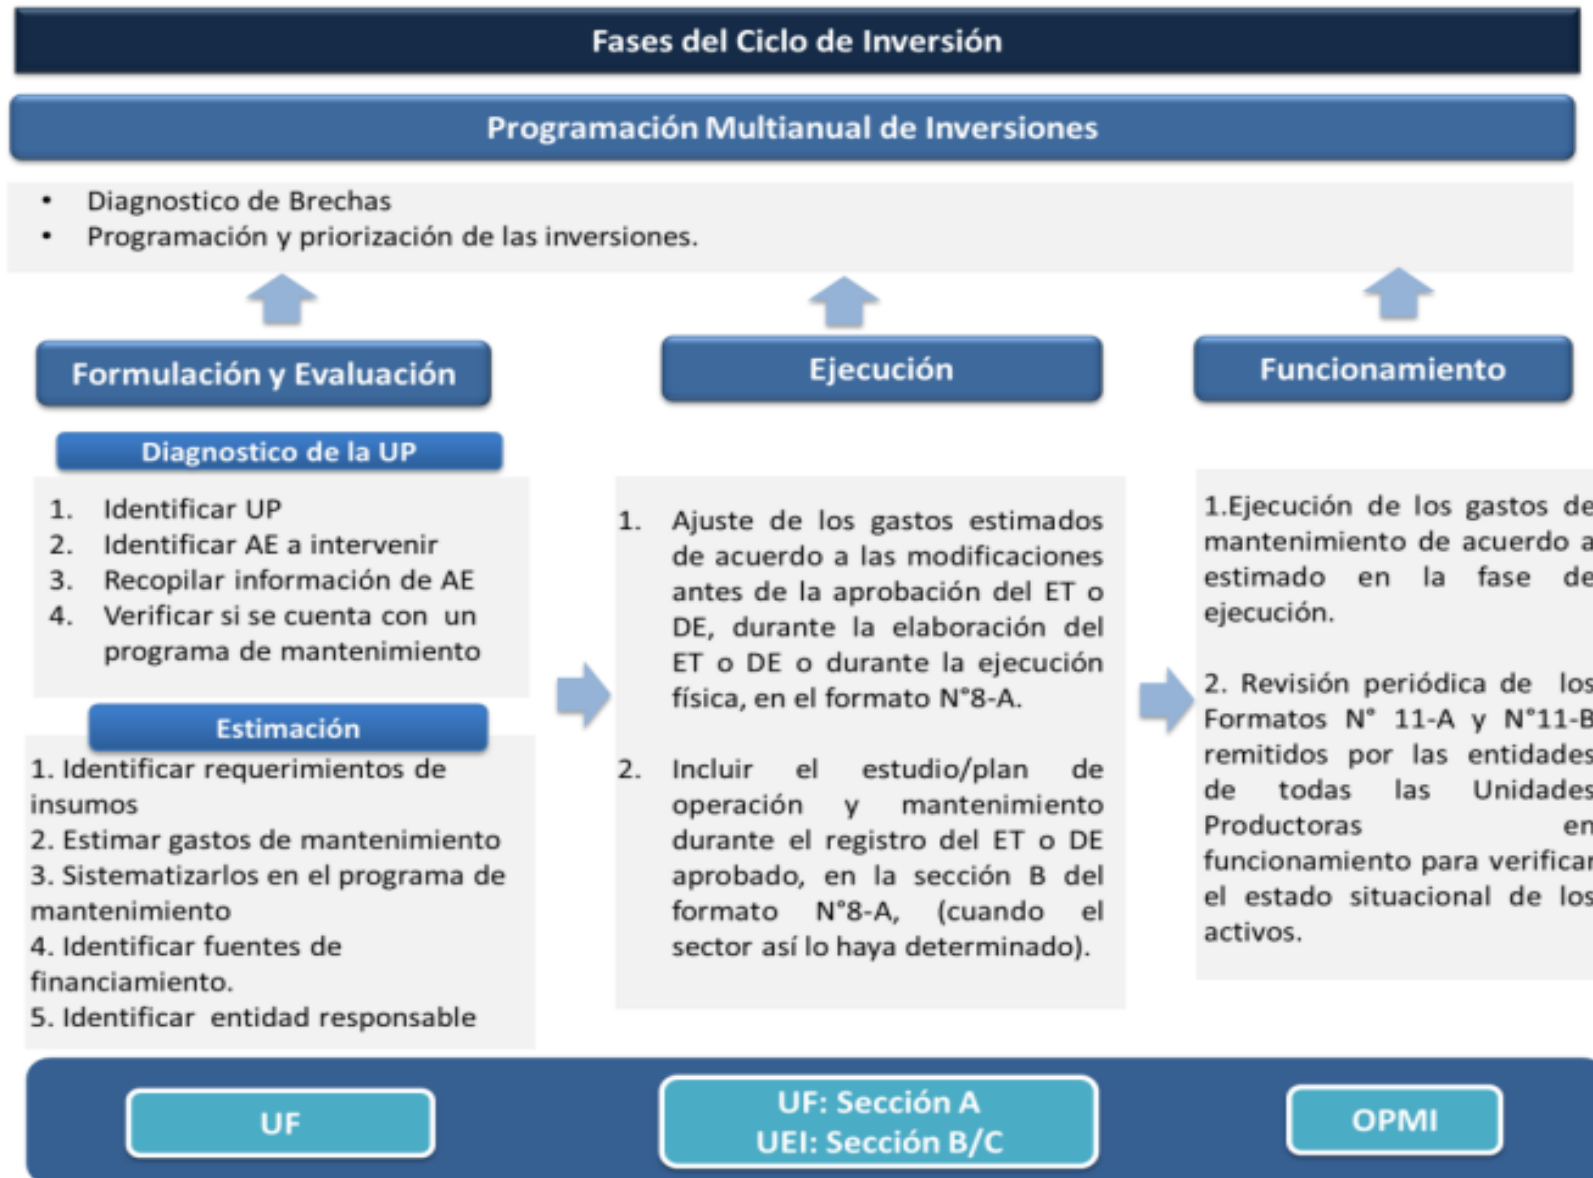 Fases del Ciclo de Inversión
Programación Multianual de Inversiones
• Diagnostico de Brechas
• Programación y priorización de las inversiones.
Formulación y Evaluación
Diagnostico de la UP
1. Identificar UP
2. Identificar AE a intervenir
3. Recopilar información de AE
4. Verificar si se cuenta con un
programa de mantenimiento
Estimación
1. Identificar requerimientos de
insumos
2. Estimar gastos de mantenimiento
3. Sistematizarlos en el programa de
mantenimiento
4. Identificar fuentes de
financiamiento.
5. Identificar entidad responsable
UF
Ejecución
1. Ajuste de los gastos estimados
de acuerdo a las modificaciones
antes de la aprobación del ET o
DE, durante la elaboración del
ET o DE o durante la ejecución
física, en el formato N°8-A.
2. Incluir el estudio/plan de
operación y mantenimiento
durante el registro del ET o DE
aprobado, en la sección B del
formato N°8-A, (cuando el
sector así lo haya determinado).
UF: Sección A
UEI: Sección B/C
Funcionamiento
1.Ejecución de los gastos de
mantenimiento de acuerdo a
estimado en la fase de
ejecución.
2. Revisión periódica de los
Formatos N° 11-A y N°11-B
remitidos por las entidades
de todas las Unidades
Productoras en
funcionamiento para verificar
el estado situacional de los
activos.
OPMI